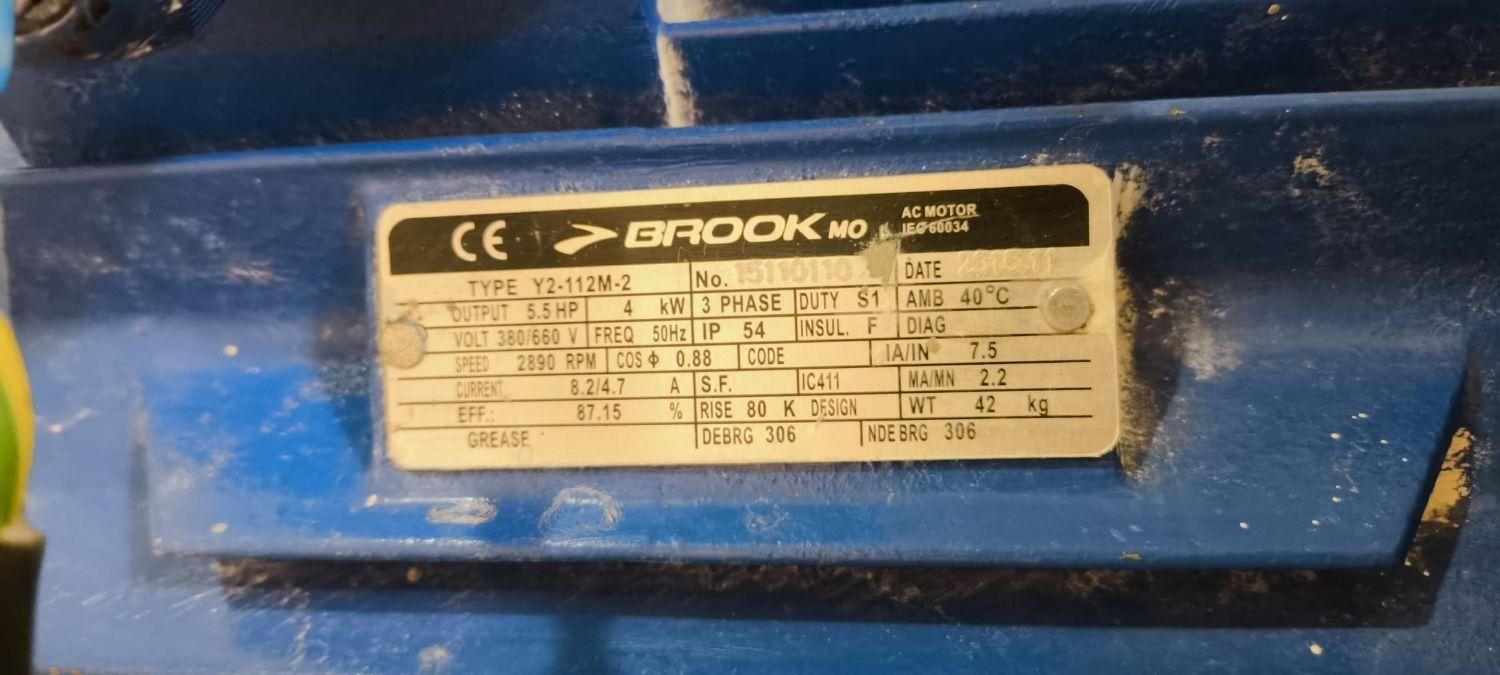 CE BROOK MO AC MOTOR
IEC 60034
TYPE Y2-112M-2 No. DATE
OUTPUT 5.5 HP 4 kW 3 PHASE DUTY S1 AMB 40°C
VOLT 380/660 V FREQ 50Hz IP 54 INSUL. F DIAG
SPEED 2890 RPM COS Φ 0.88 CODE IA/IN 7.5
CURRENT 8.2/4.7 A S.F. IC411 MA/MN 2.2
EFF.: 87.15 % RISE 80 K DESIGN WT 42 kg
GREASE DEBRG 306 NDEBRG 306